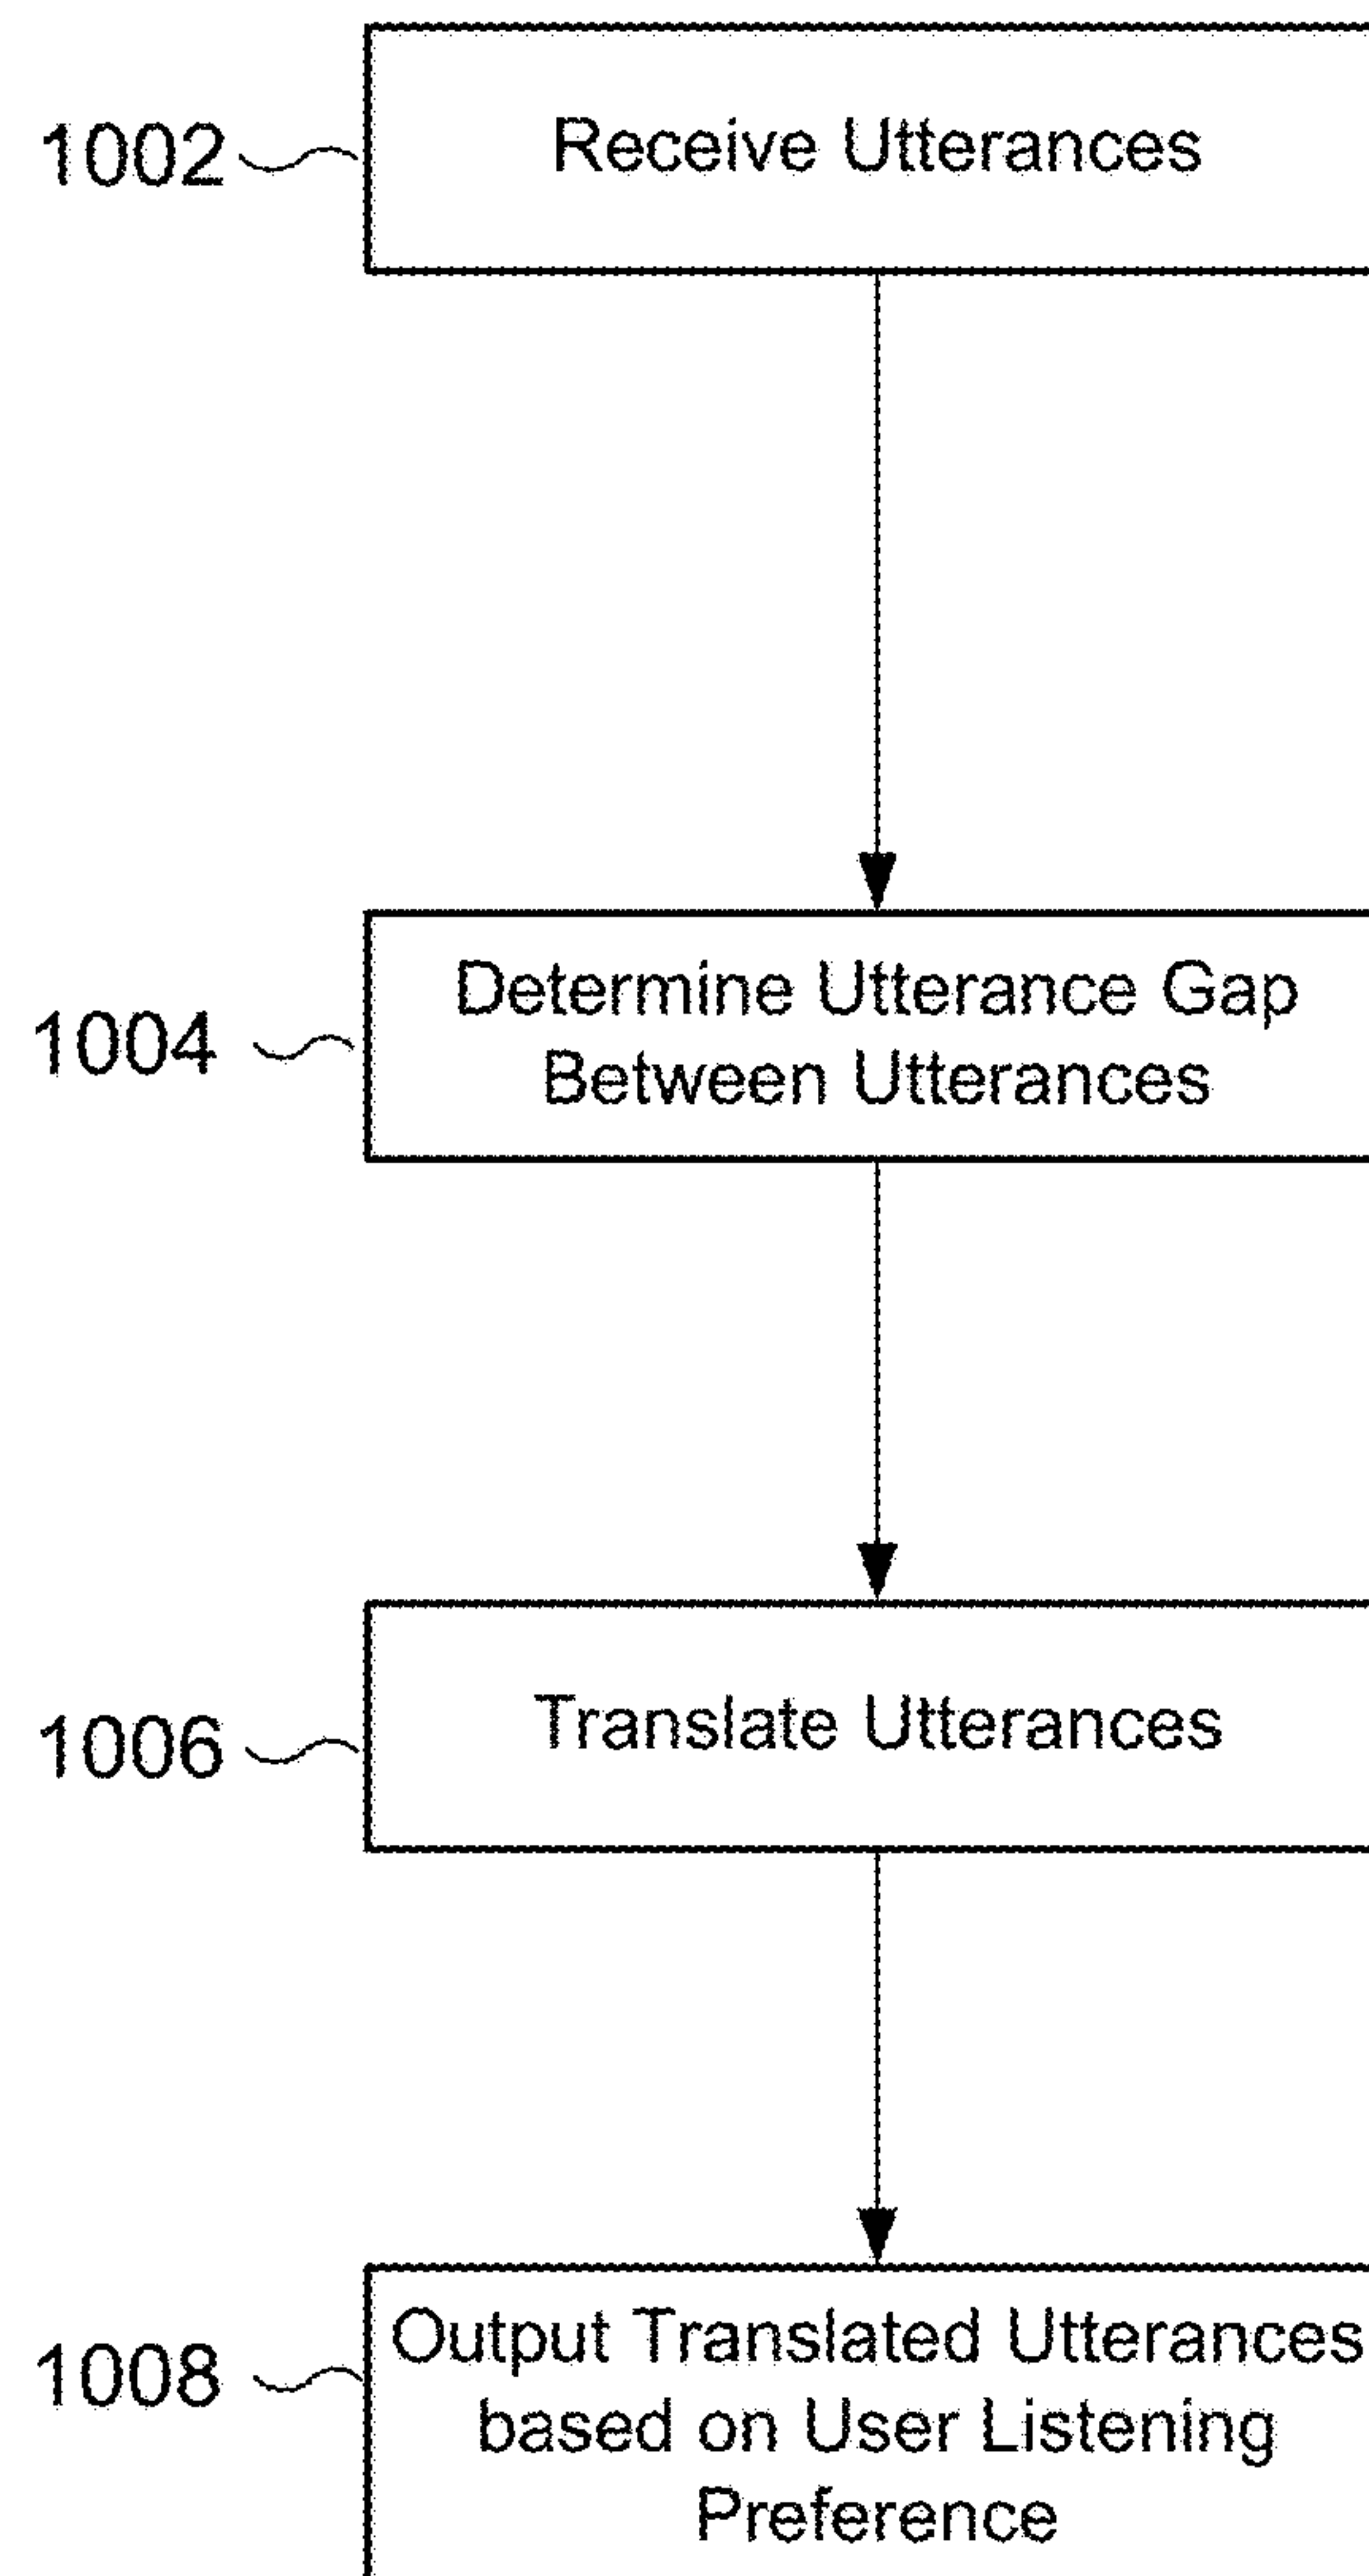 1002
Receive Utterances
1004
Determine Utterance Gap
Between Utterances
1006
Translate Utterances
1008
Output Translated Utterances
based on User Listening
Preference